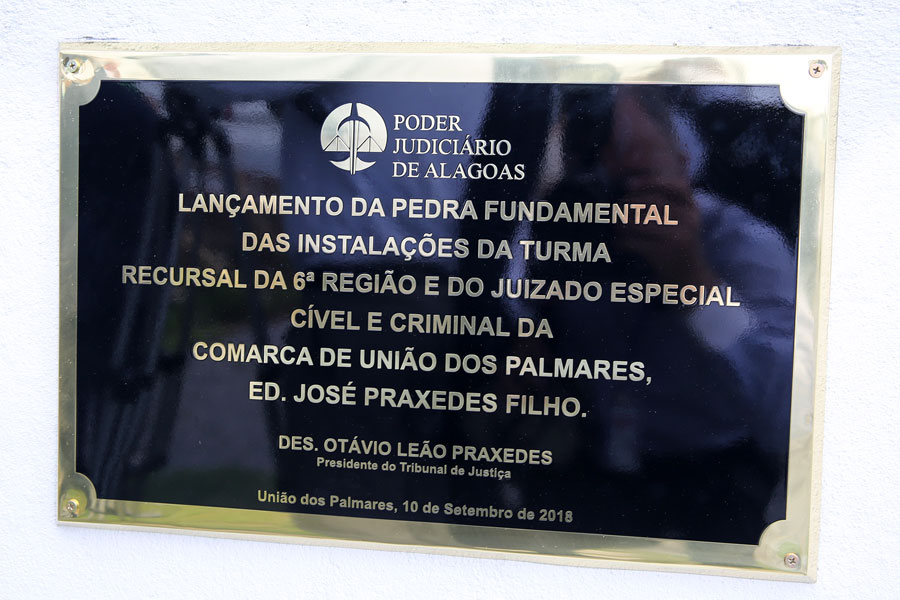 PODER
JUDICIÁRIO
DE ALAGOAS
LANÇAMENTO DA PEDRA FUNDAMENTAL
DAS INSTALAÇÕES DA TURMA
RECURSAL DA 6ª REGIÃO E DO JUIZADO ESPECIAL
CÍVEL E CRIMINAL DA
COMARCA DE UNIÃO DOS PALMARES,
ED. JOSÉ PRAXEDES FILHO.
DES. OTÁVIO LEÃO PRAXEDES
Presidente do Tribunal de Justiça
União dos Palmares, 10 de Setembro de 2018